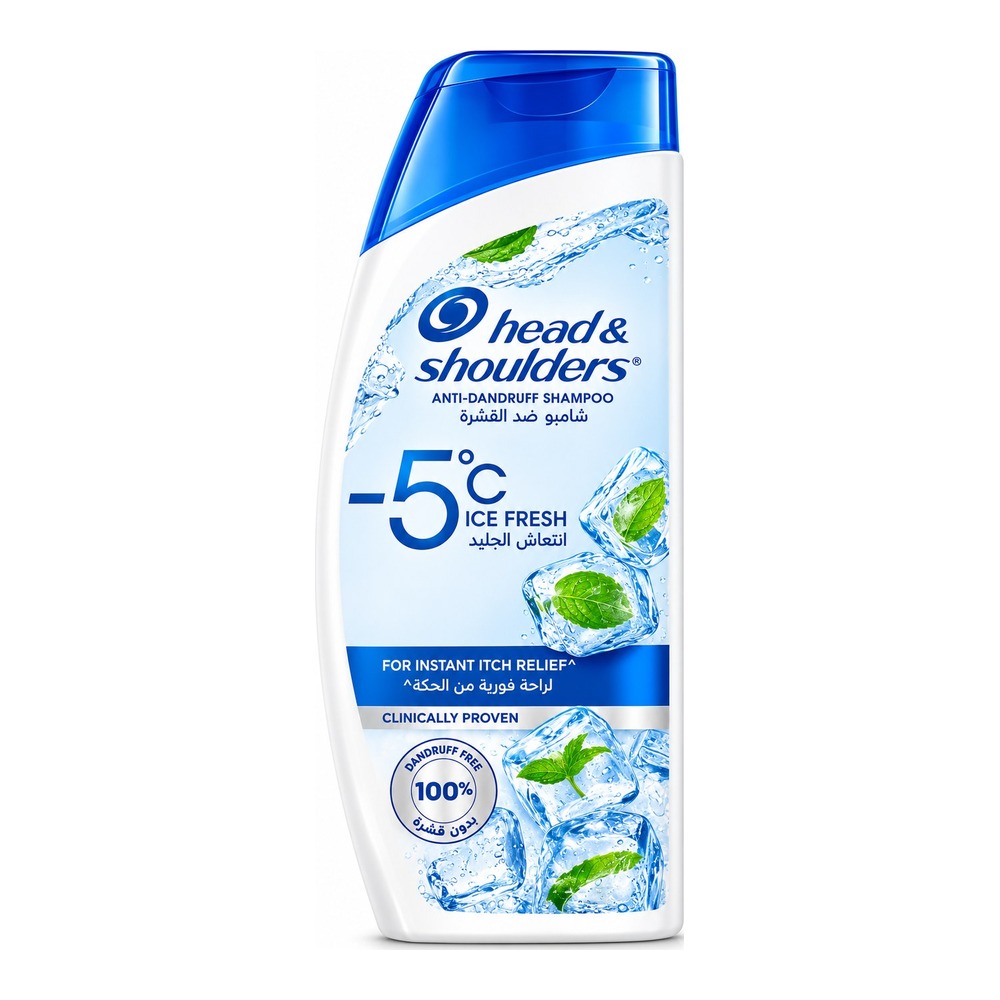 head &
shoulders®
ANTI-DANDRUFF SHAMPOO
شامبو ضد القشرة
-5°C
ICE FRESH
انتعاش الجليد
FOR INSTANT ITCH RELIEF^
لراحة فورية من الحكة^
CLINICALLY PROVEN
DANDRUFF FREE
100%
بدون قشرة